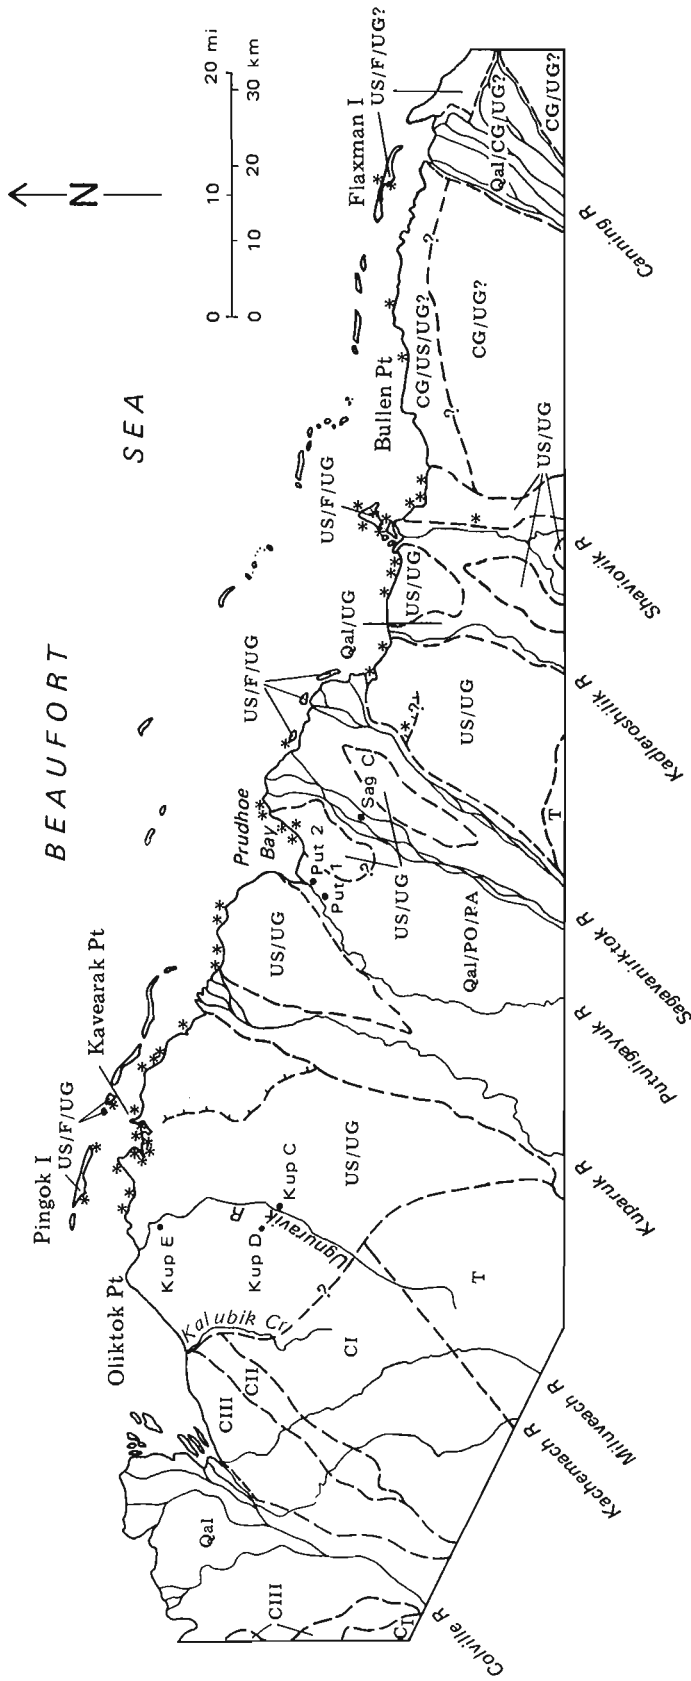 BEAUFORT
SEA
N
0 10 20 mi
0 10 20 30 km
Pingok I
US/F/UG
Kavearak Pt
Oliktok Pt
Prudhoe
Bay
US/F/UG
US/F/UG
Bullen Pt
Flaxman I
US/F/UG?
Qal
CIII
CI
CIII
CII
CI
Kalubik Cr
?
Kup E
Kup D
Kup C
Ugnuravik
R
US/UG
T
US/UG
Put 1
Put 2
?
Sag C
US/UG
Qal/PO/PA
?
US/UG
T
Qal/UG
US/UG
US/UG
CG/US/UG?
?
?
CG/UG?
Qal/CG/UG?
CG/UG?
Colville R
Kachemach R
Miluveach R
Kuparuk R
Putuligayuk R
Sagavanirktok R
Kadleroshilik R
Shaviovik R
Canning R